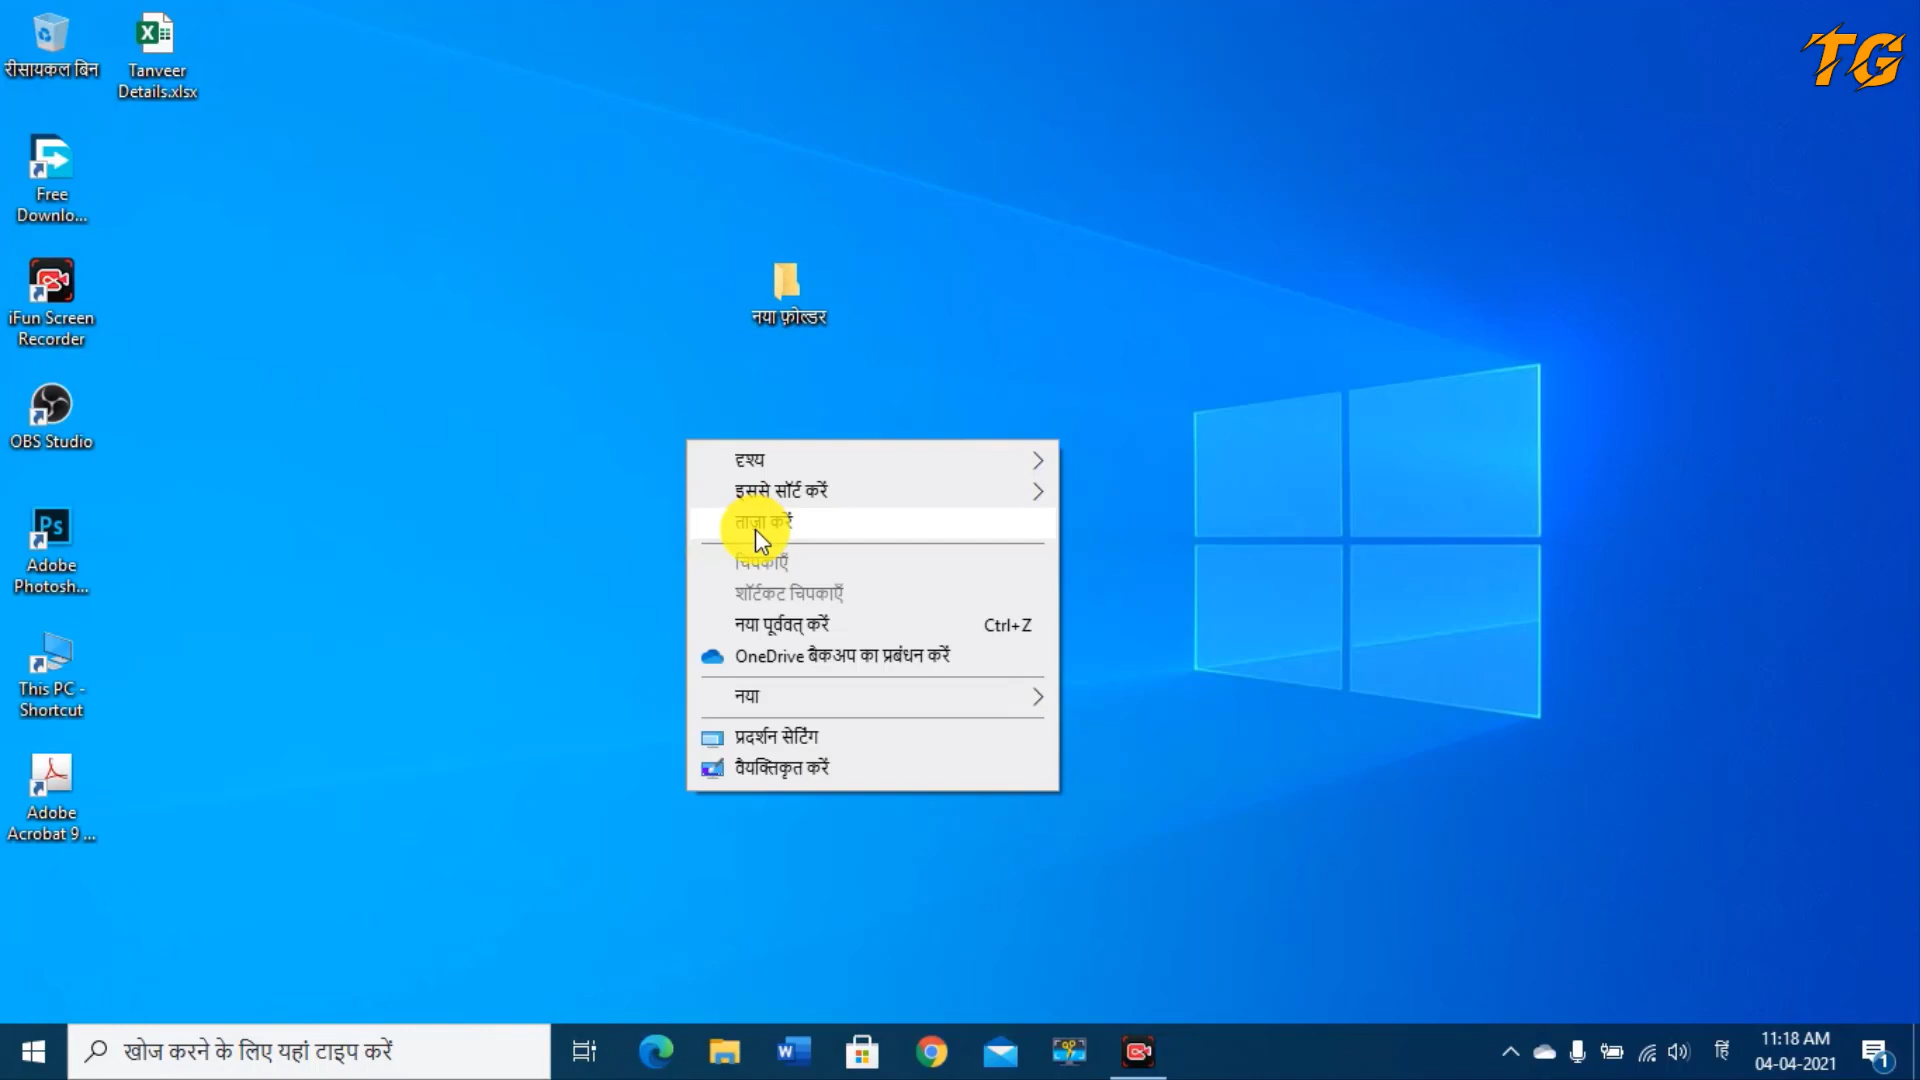 TG
रीसायकल बिन
Tanveer
Details.xlsx
Free
Downlo...
iFun Screen
Recorder
OBS Studio
Ps
Adobe
Photosh...
This PC -
Shortcut
Adobe
Acrobat 9 ...
नया फ़ोल्डर
दृश्य
इससे सॉर्ट करें
ताज़ा करें
चिपकाएँ
शॉर्टकट चिपकाएँ
नया पूर्ववत् करें Ctrl+Z
OneDrive बैकअप का प्रबंधन करें
नया
प्रदर्शन सेटिंग
वैयक्तिकृत करें
खोज करने के लिए यहां टाइप करें
हिं
11:18 AM
04-04-2021
1